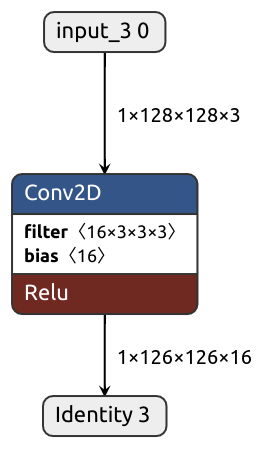 input_3 0
1×128×128×3
Conv2D
filter〈16×3×3×3〉
bias〈16〉
Relu
1×126×126×16
Identity 3